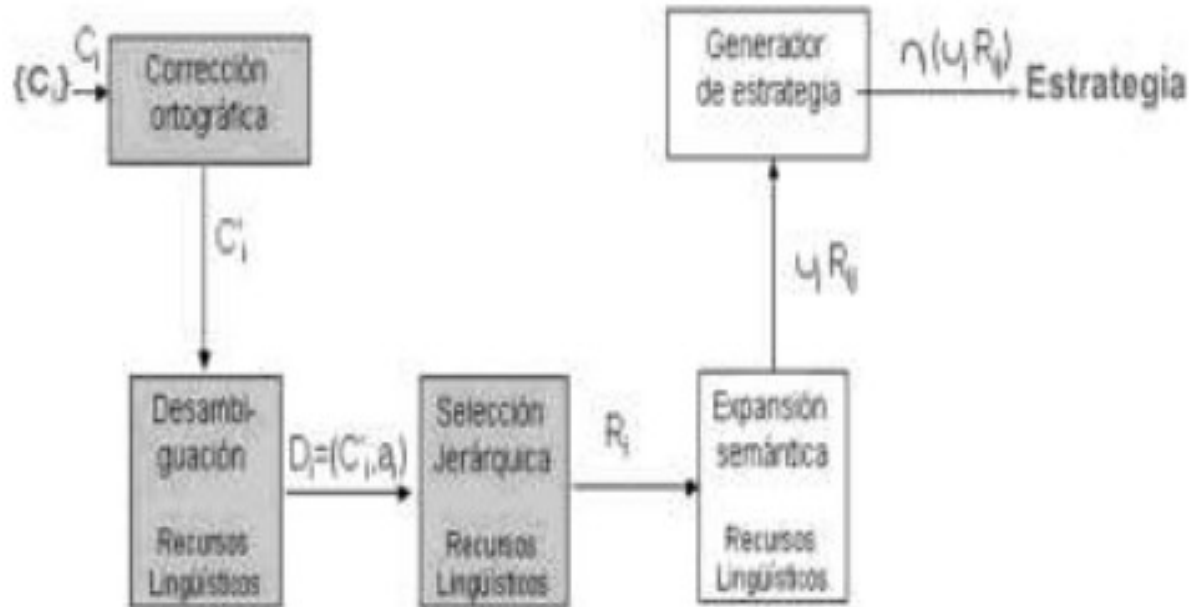 {Cᵢ}
Cᵢ
Corrección
ortográfica
C'ᵢ
Desambi-
guación
Recursos
Lingüísticos
Dᵢ=(C'ᵢ,aᵢ)
Selección
Jerárquica
Recursos
Lingüísticos
Rᵢ
Expansión
semántica
Recursos
Lingüísticos
∪ⱼ Rᵢⱼ
Generador
de estrategia
∩(∪ⱼ Rᵢⱼ)
Estrategia